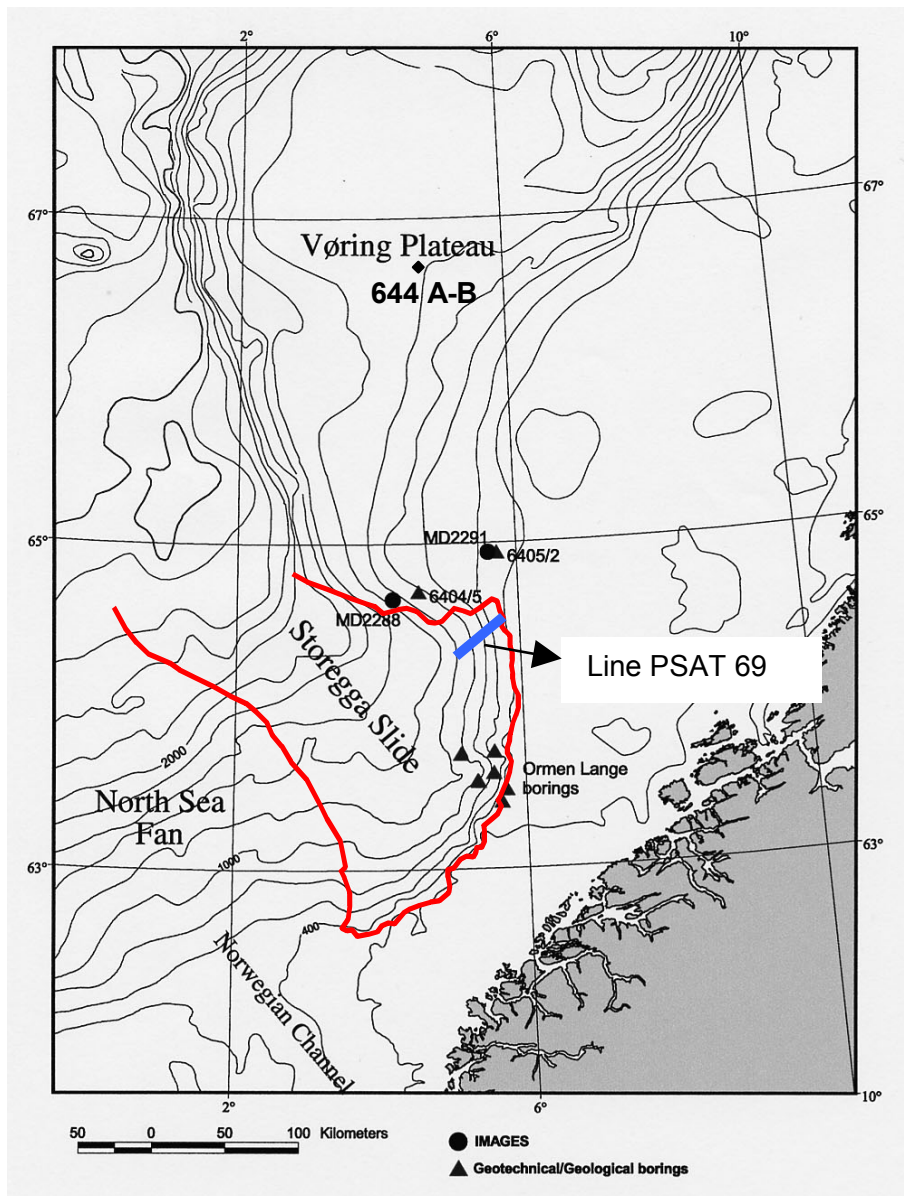 2°
6°
10°
67°
67°
Vøring Plateau
644 A-B
65°
65°
MD2291
6405/2
6404/5
MD2288
Storegga Slide
Line PSAT 69
2000
Ormen Lange
borings
North Sea
Fan
1000
63°
63°
400
Norwegian Channel
2°
6°
10°
50 0 50 100 Kilometers
IMAGES
Geotechnical/Geological borings